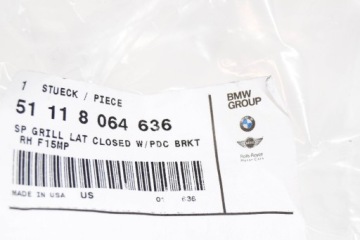 1 STUECK / PIECE
51 11 8 064 636
SP GRILL LAT CLOSED W/PDC BRKT
RH F15MP
MADE IN USA US 01 636
BMW
GROUP